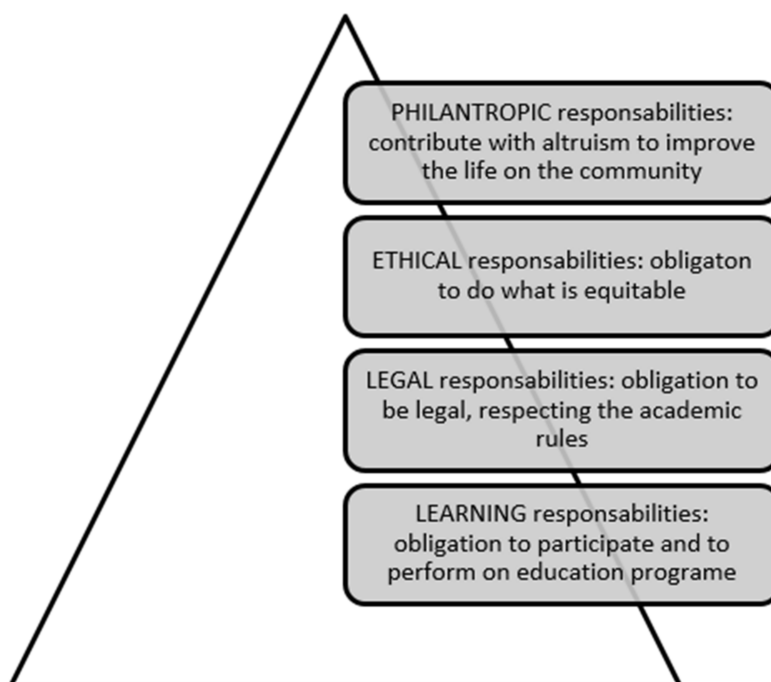 PHILANTROPIC responsabilities:
contribute with altruism to improve
the life on the community
ETHICAL responsabilities: obligaton
to do what is equitable
LEGAL responsabilities: obligation to
be legal, respecting the academic
rules
LEARNING responsabilities:
obligation to participate and to
perform on education programe